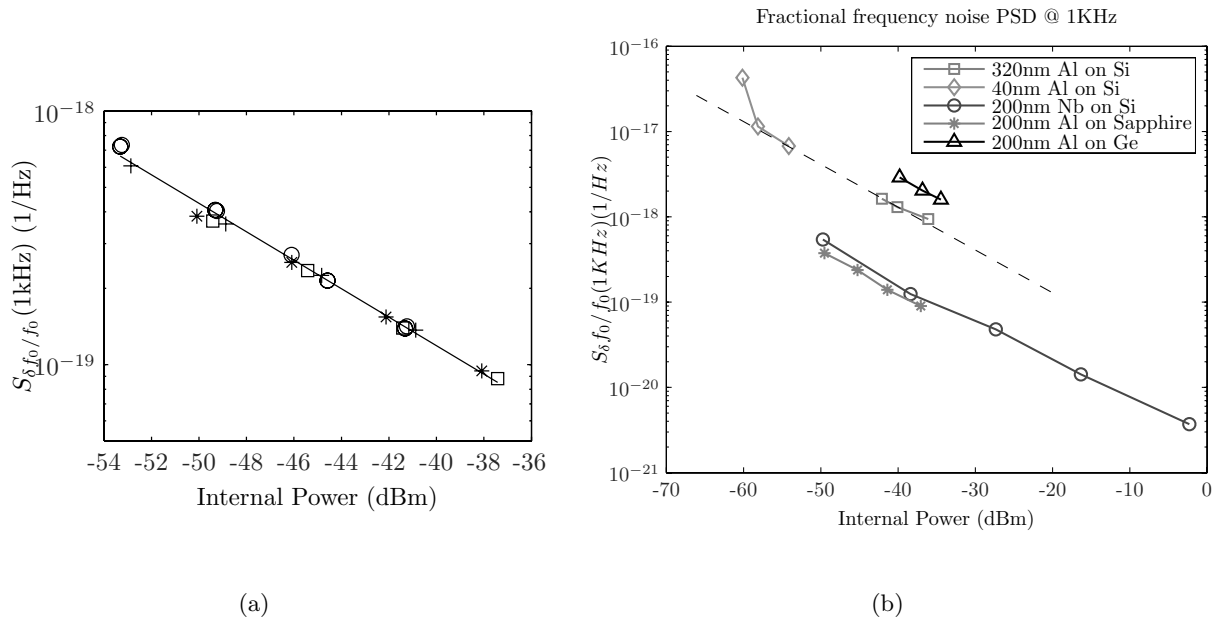 10⁻¹⁸
10⁻¹⁹
S_{δf₀/f₀}(1kHz) (1/Hz)
-54 -52 -50 -48 -46 -44 -42 -40 -38 -36
Internal Power (dBm)
(a)
Fractional frequency noise PSD @ 1KHz
10⁻¹⁶
10⁻¹⁷
10⁻¹⁸
10⁻¹⁹
10⁻²⁰
10⁻²¹
S_δf₀/f₀(1KHz)(1/Hz)
320nm Al on Si
40nm Al on Si
200nm Nb on Si
200nm Al on Sapphire
200nm Al on Ge
-70 -60 -50 -40 -30 -20 -10 0
Internal Power (dBm)
(b)